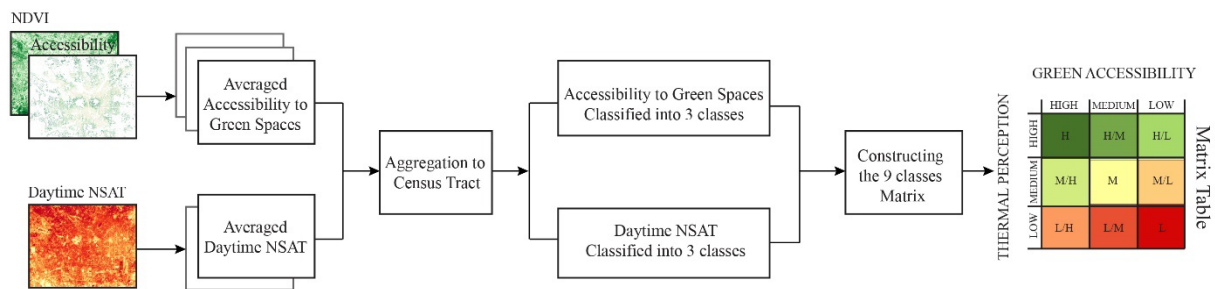 NDVI
Accessibility
Averaged
Accessibility to
Green Spaces
Daytime NSAT
Averaged
Daytime NSAT
Aggregation to
Census Tract
Accessibility to Green Spaces
Classified into 3 classes
Daytime NSAT
Classified into 3 classes
Constructing
the 9 classes
Matrix
GREEN ACCESSIBILITY
HIGH MEDIUM LOW
THERMAL PERCEPTION
HIGH
H H/M H/L
MEDIUM
M/H M M/L
LOW
L/H L/M L
Matrix Table